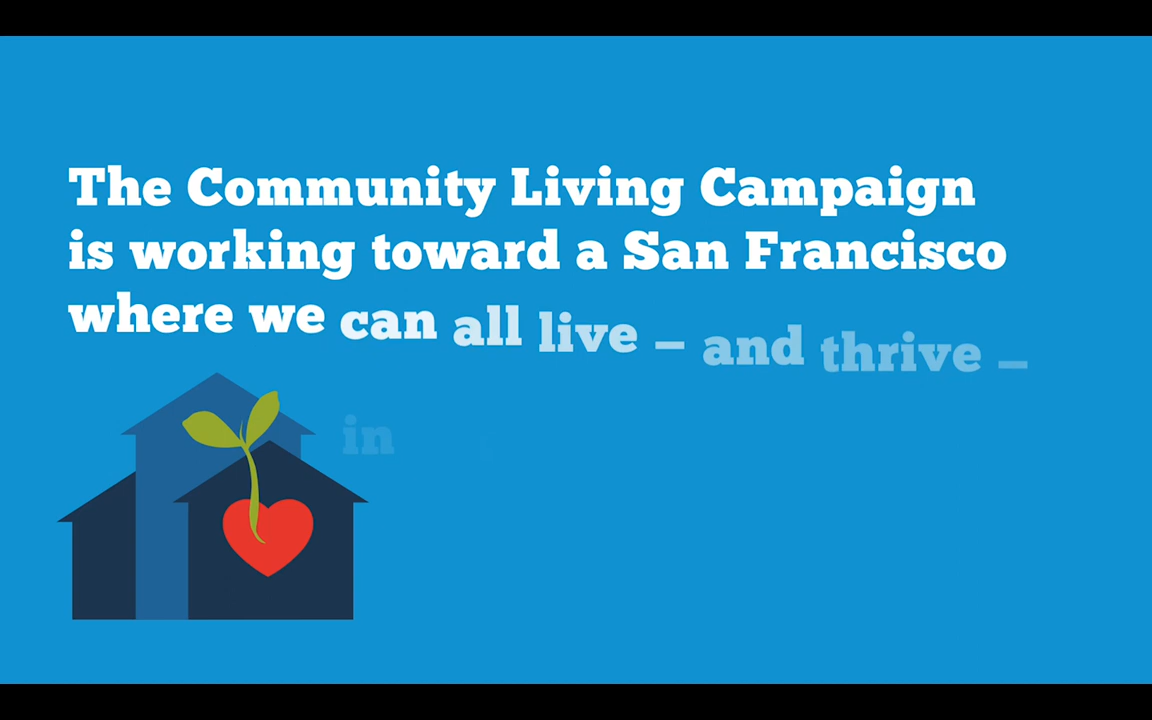 The Community Living Campaign
is working toward a San Francisco
where we can all live – and thrive –
in